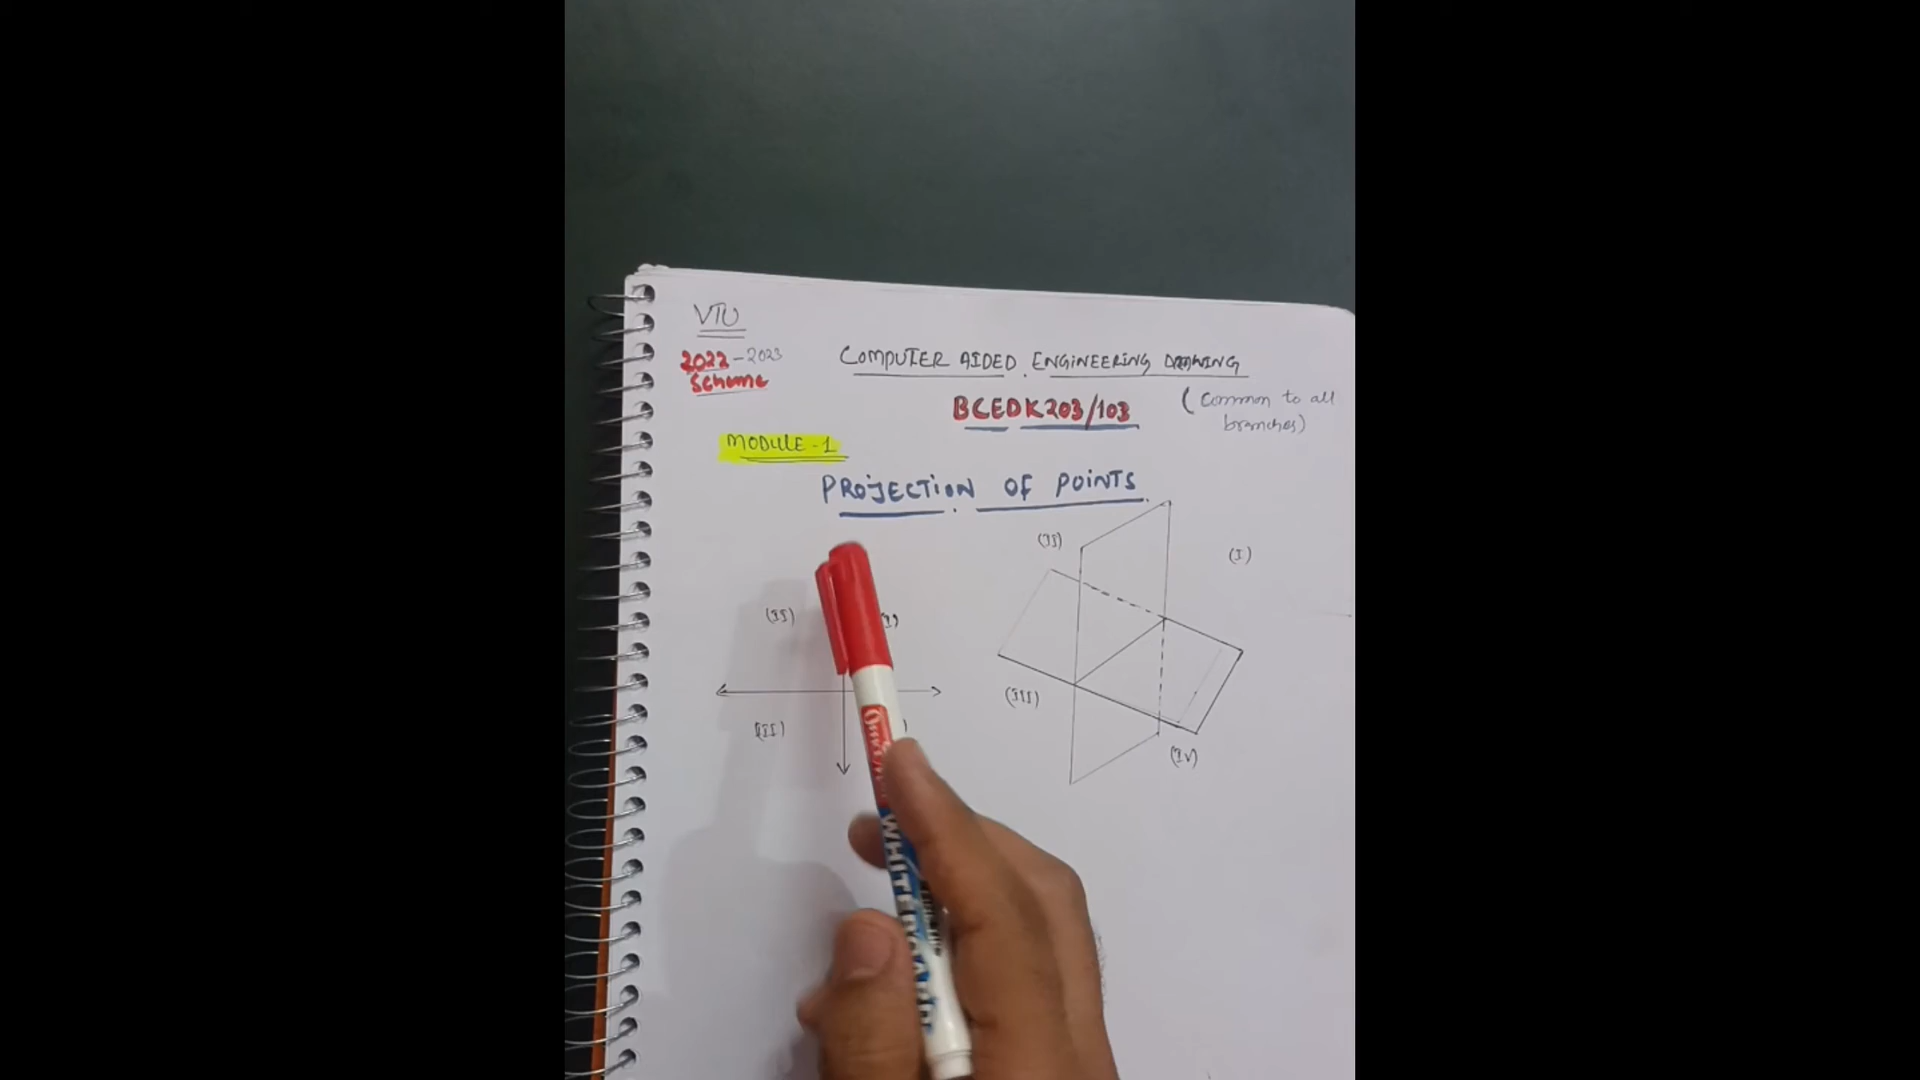 VTU
2022-2023
Scheme
COMPUTER AIDED ENGINEERING DRAWING
BCEDK203/103
(Common to all
branches)
MODULE-1
PROJECTION OF POINTS
(II)
(I)
(II)
(I)
(III)
(III)
(IV)
WHITEBOARD